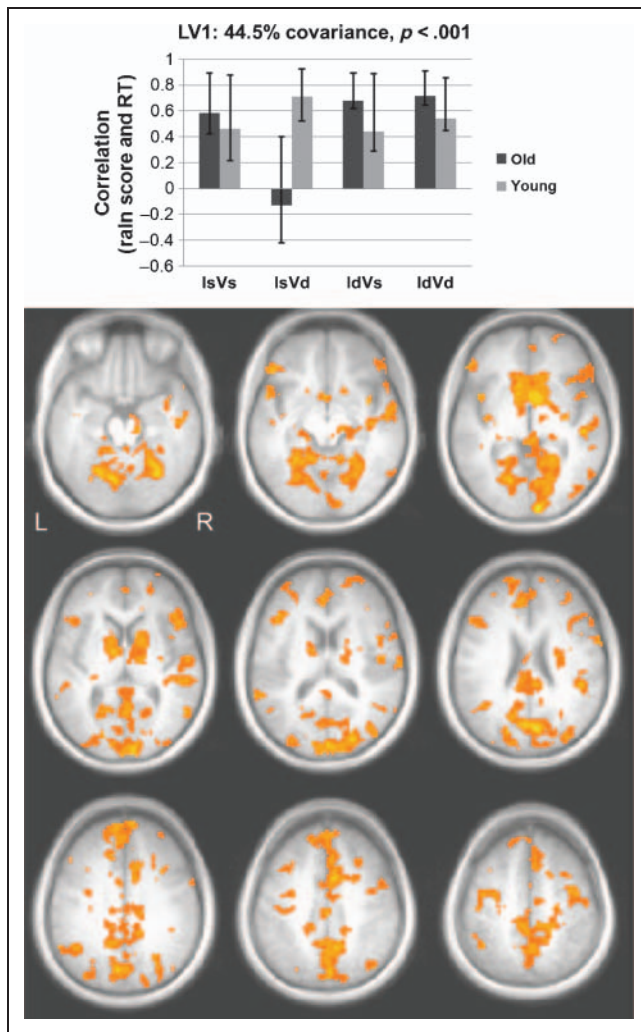 LV1: 44.5% covariance, p < .001
Correlation
(raIn score and RT)
1
0.8
0.6
0.4
0.2
0
–0.2
–0.4
–0.6
IsVs IsVd IdVs IdVd
Old
Young
L R